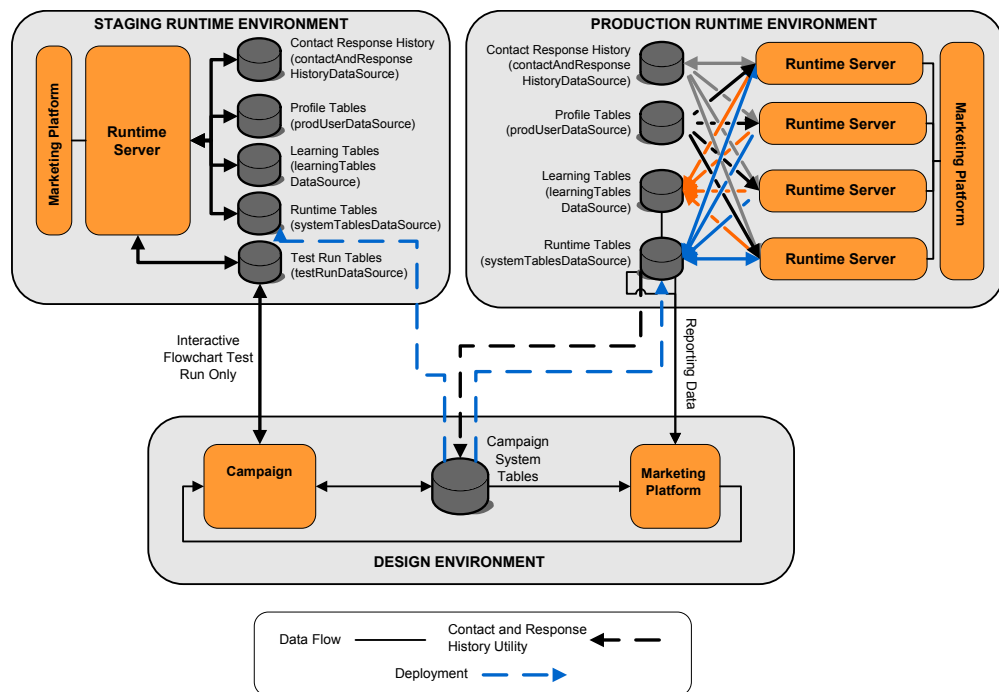 STAGING RUNTIME ENVIRONMENT
Marketing Platform
Runtime
Server
Contact Response History
(contactAndResponse
HistoryDataSource)
Profile Tables
(prodUserDataSource)
Learning Tables
(learningTables
DataSource)
Runtime Tables
(systemTablesDataSource)
Test Run Tables
(testRunDataSource)
PRODUCTION RUNTIME ENVIRONMENT
Contact Response History
(contactAndResponse
HistoryDataSource)
Profile Tables
(prodUserDataSource)
Learning Tables
(learningTables
DataSource)
Runtime Tables
(systemTablesDataSource)
Runtime Server
Runtime Server
Runtime Server
Runtime Server
Marketing Platform
Interactive
Flowchart Test
Run Only
Reporting Data
Campaign
Campaign
System
Tables
Marketing
Platform
DESIGN ENVIRONMENT
Data Flow
Contact and Response
History Utility
Deployment